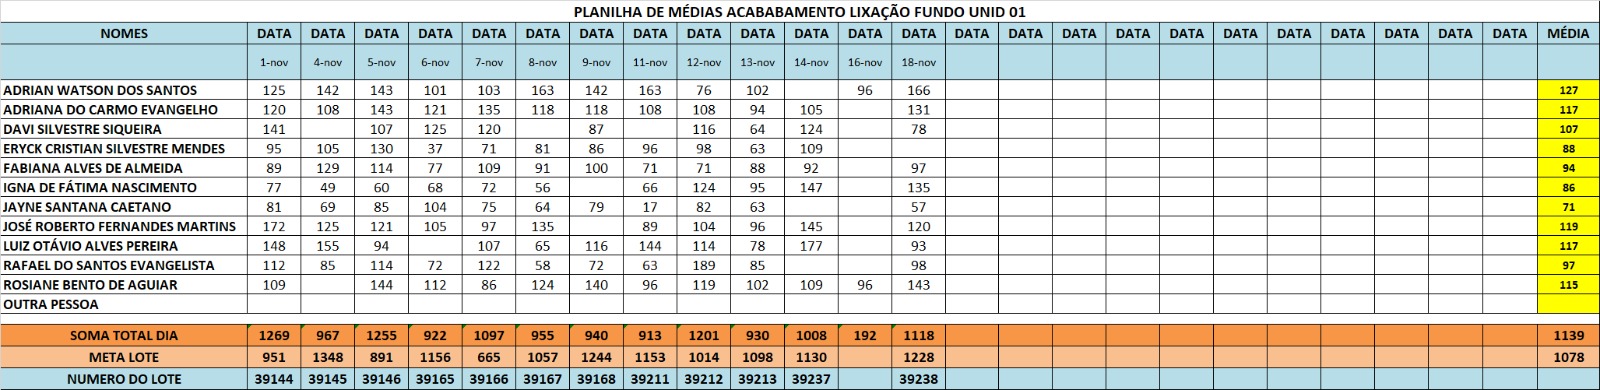 PLANILHA DE MÉDIAS ACABABAMENTO LIXAÇÃO FUNDO UNID 01
NOMES DATA DATA DATA DATA DATA DATA DATA DATA DATA DATA DATA DATA DATA DATA DATA DATA DATA DATA DATA DATA DATA DATA DATA DATA MÉDIA
1-nov 4-nov 5-nov 6-nov 7-nov 8-nov 9-nov 11-nov 12-nov 13-nov 14-nov 16-nov 18-nov
ADRIAN WATSON DOS SANTOS 125 142 143 101 103 163 142 163 76 102 96 166 127
ADRIANA DO CARMO EVANGELHO 120 108 143 121 135 118 118 108 108 94 105 131 117
DAVI SILVESTRE SIQUEIRA 141 107 125 120 87 116 64 124 78 107
ERYCK CRISTIAN SILVESTRE MENDES 95 105 130 37 71 81 86 96 98 63 109 88
FABIANA ALVES DE ALMEIDA 89 129 114 77 109 91 100 71 71 88 92 97 94
IGNA DE FÁTIMA NASCIMENTO 77 49 60 68 72 56 66 124 95 147 135 86
JAYNE SANTANA CAETANO 81 69 85 104 75 64 79 17 82 63 57 71
JOSÉ ROBERTO FERNANDES MARTINS 172 125 121 105 97 135 89 104 96 145 120 119
LUIZ OTÁVIO ALVES PEREIRA 148 155 94 107 65 116 144 114 78 177 93 117
RAFAEL DO SANTOS EVANGELISTA 112 85 114 72 122 58 72 63 189 85 98 97
ROSIANE BENTO DE AGUIAR 109 144 112 86 124 140 96 119 102 109 96 143 115
OUTRA PESSOA
SOMA TOTAL DIA 1269 967 1255 922 1097 955 940 913 1201 930 1008 192 1118 1139
META LOTE 951 1348 891 1156 665 1057 1244 1153 1014 1098 1130 1228 1078
NUMERO DO LOTE 39144 39145 39146 39165 39166 39167 39168 39211 39212 39213 39237 39238